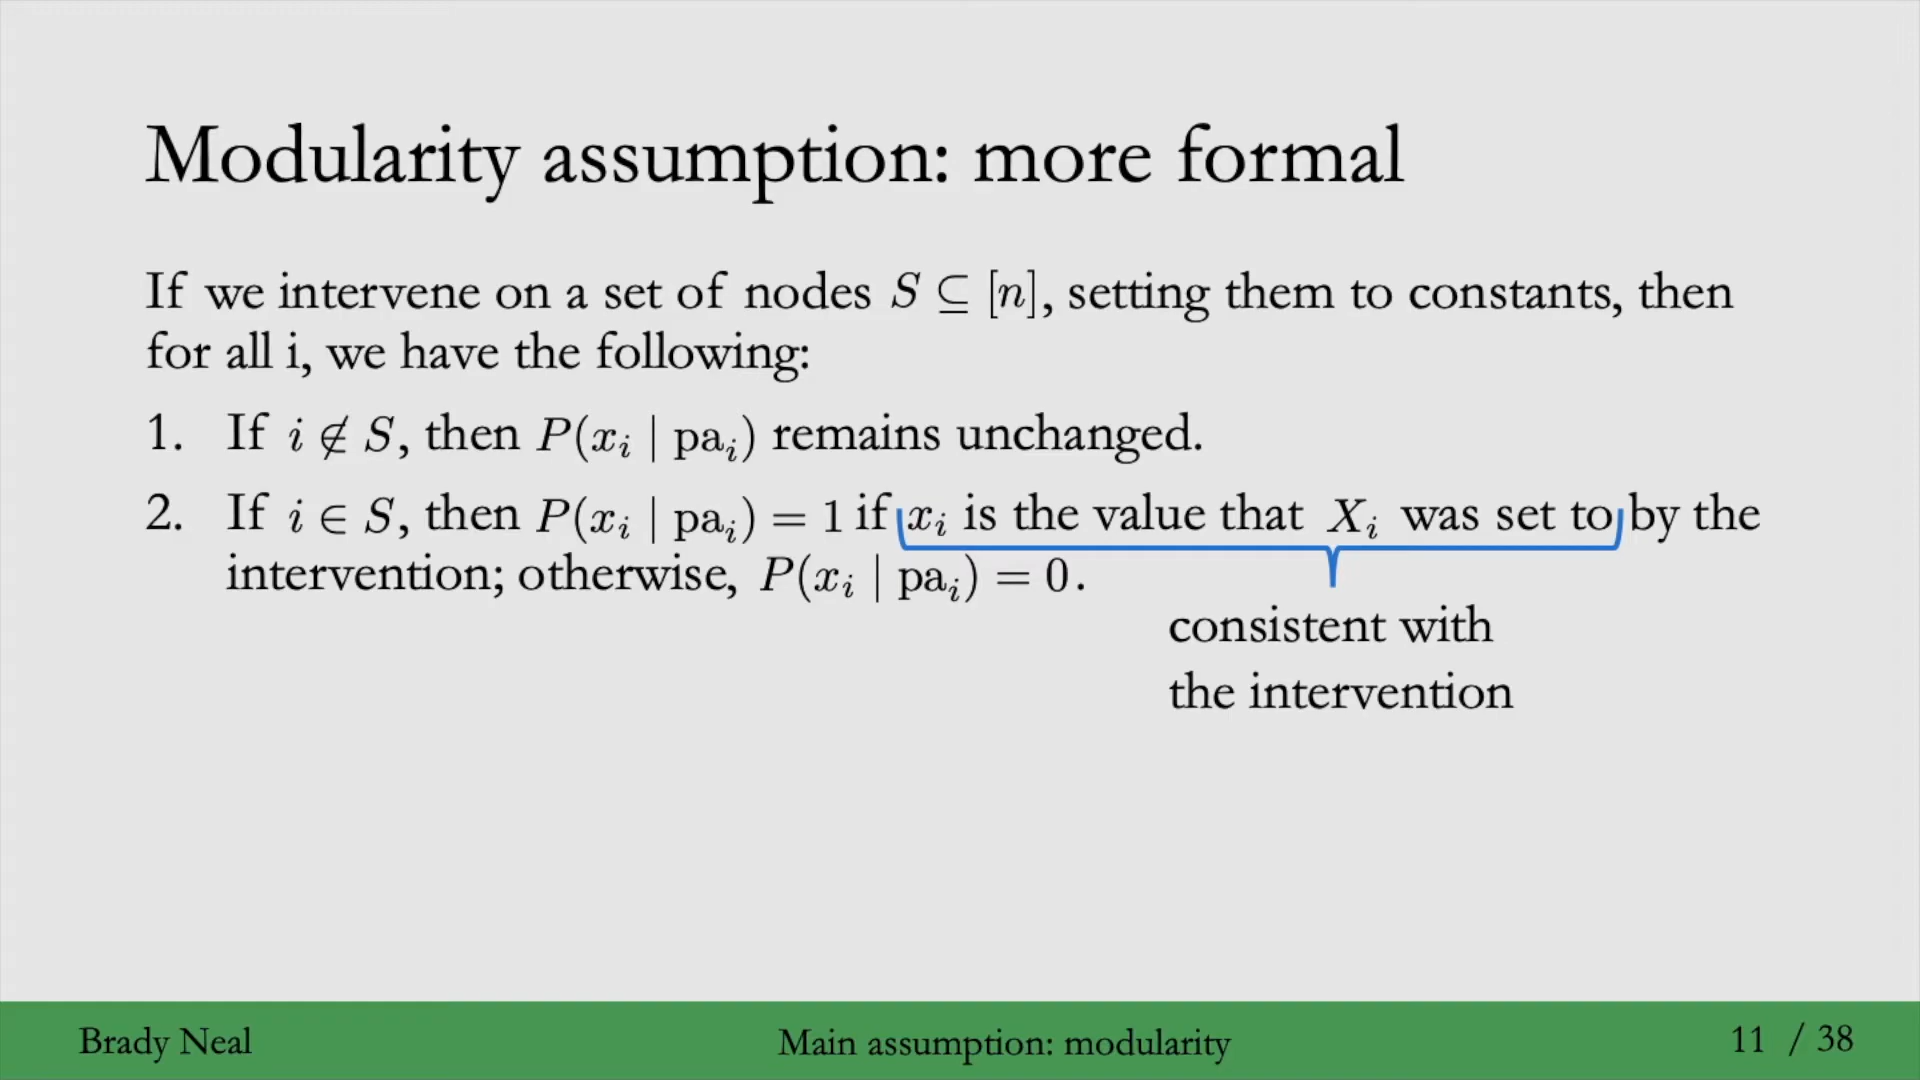 Modularity assumption: more formal
If we intervene on a set of nodes S ⊆ [n], setting them to constants, then
for all i, we have the following:
1. If i ∉ S, then P(xᵢ | paᵢ) remains unchanged.
2. If i ∈ S, then P(xᵢ | paᵢ) = 1 if xᵢ is the value that Xᵢ was set to by the
intervention; otherwise, P(xᵢ | paᵢ) = 0.
consistent with
the intervention
Brady Neal
Main assumption: modularity
11 / 38